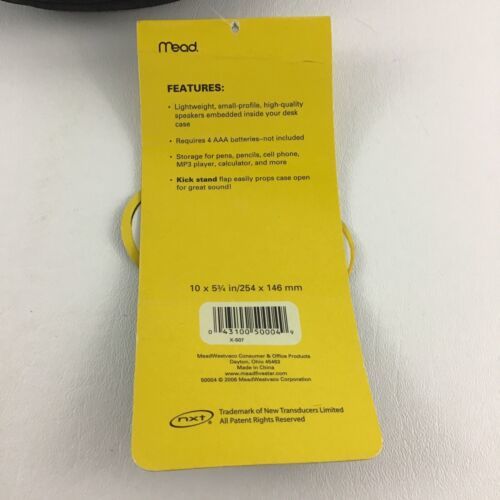 Mead.
FEATURES:
• Lightweight, small-profile, high-quality
speakers embedded inside your desk
case
• Requires 4 AAA batteries–not included
• Storage for pens, pencils, cell phone,
MP3 player, calculator, and more
• Kick stand flap easily props case open
for great sound!
10 x 5¾ in/254 x 146 mm
0 43100 50004 9
X-507
MeadWestvaco Consumer & Office Products
Dayton, Ohio 45463
Made in China
www.meadfivestar.com
50004 © 2006 MeadWestvaco Corporation
nxt®
Trademark of New Transducers Limited
All Patent Rights Reserved